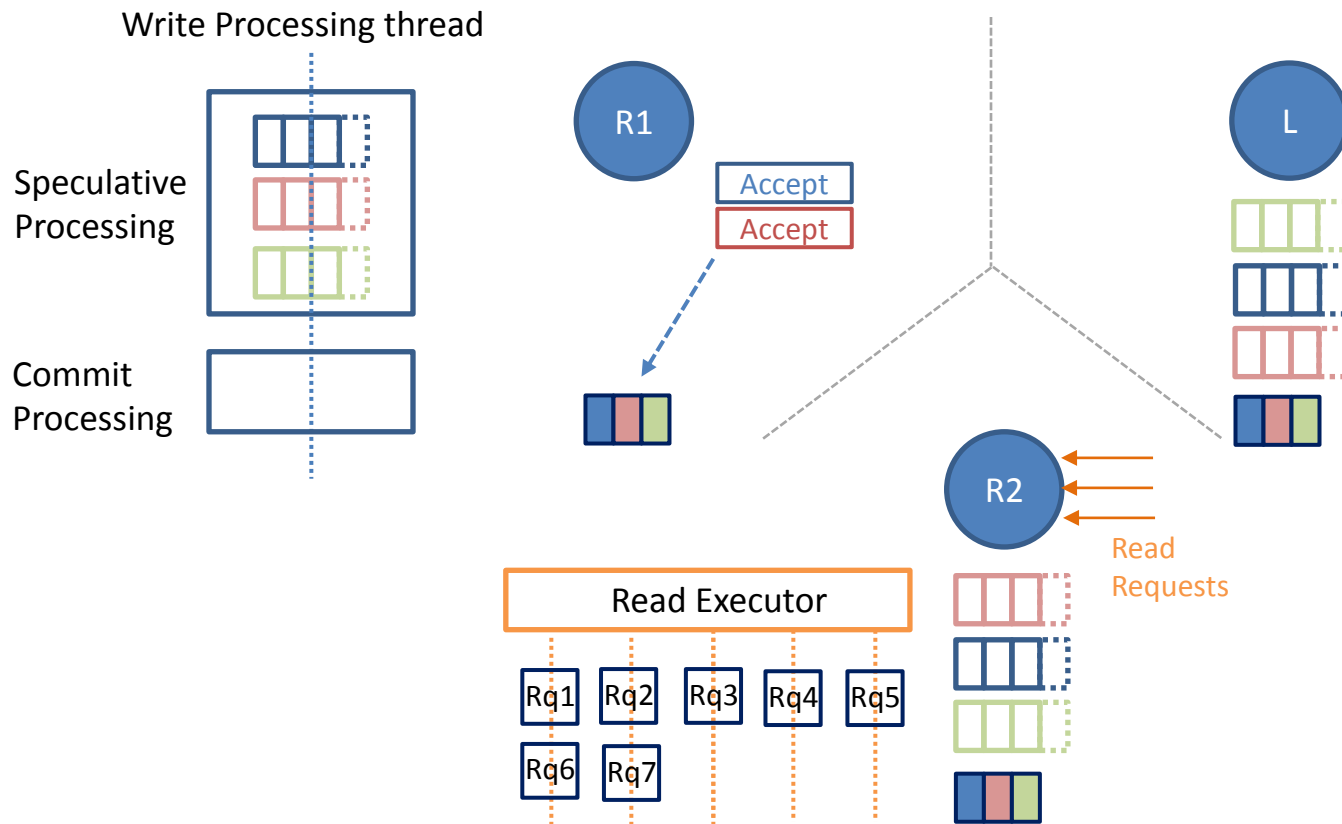 Write Processing thread
Speculative
Processing
Commit
Processing
R1
Accept
Accept
L
R2
Read
Requests
Read Executor
Rq1 Rq2 Rq3 Rq4 Rq5
Rq6 Rq7